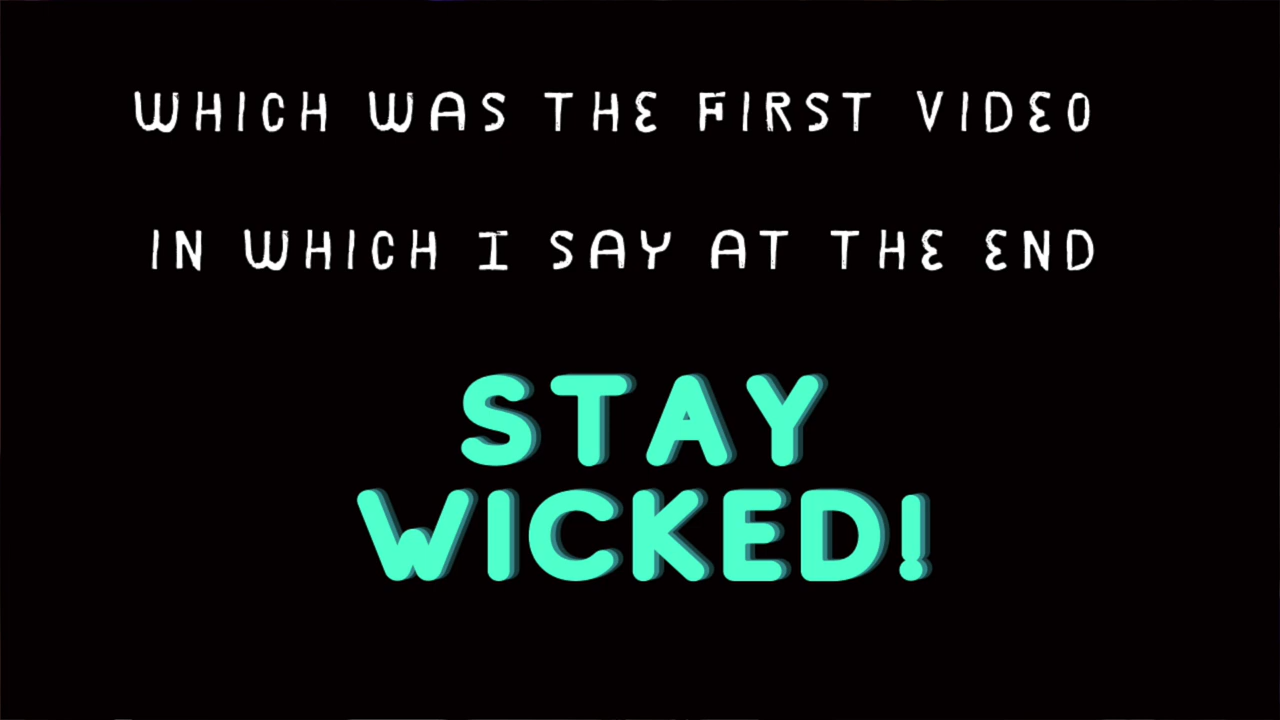 WHICH WAS THE FIRST VIDEO
IN WHICH I SAY AT THE END
STAY
WICKED!